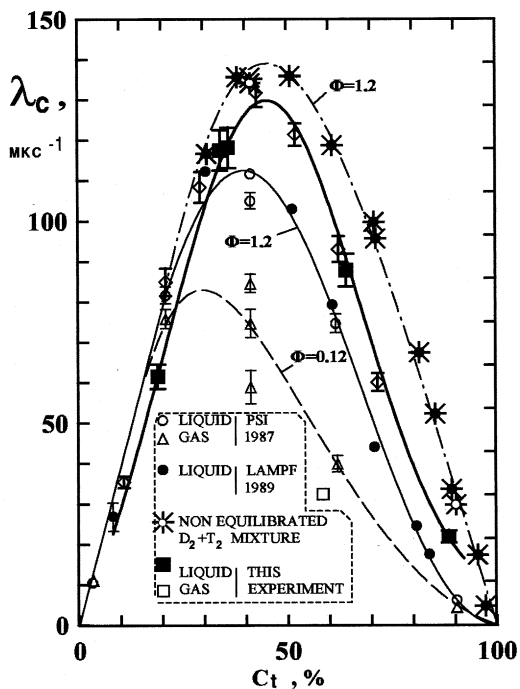 150
λc,
МКС -1
Φ=1.2
100
Φ=1.2
Φ=0.12
50
LIQUID PSI
GAS 1987
LIQUID LAMPF
1989
NON EQUILIBRATED
D2+T2 MIXTURE
LIQUID THIS
GAS EXPERIMENT
0
0 50 100
Ct, %